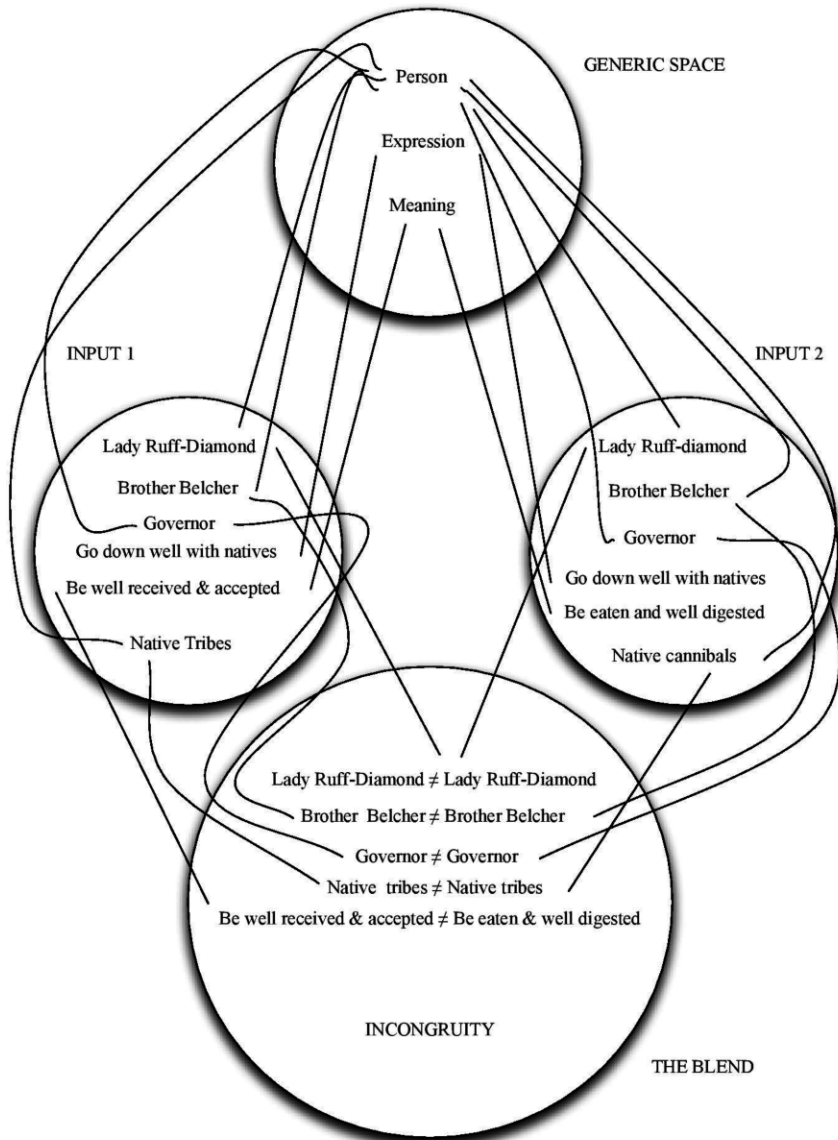 GENERIC SPACE
Person
Expression
Meaning
INPUT 1
INPUT 2
Lady Ruff-Diamond
Brother Belcher
Governor
Go down well with natives
Be well received & accepted
Native Tribes
Lady Ruff-diamond
Brother Belcher
Governor
Go down well with natives
Be eaten and well digested
Native cannibals
Lady Ruff-Diamond ≠ Lady Ruff-Diamond
Brother Belcher ≠ Brother Belcher
Governor ≠ Governor
Native tribes ≠ Native tribes
Be well received & accepted ≠ Be eaten & well digested
INCONGRUITY
THE BLEND